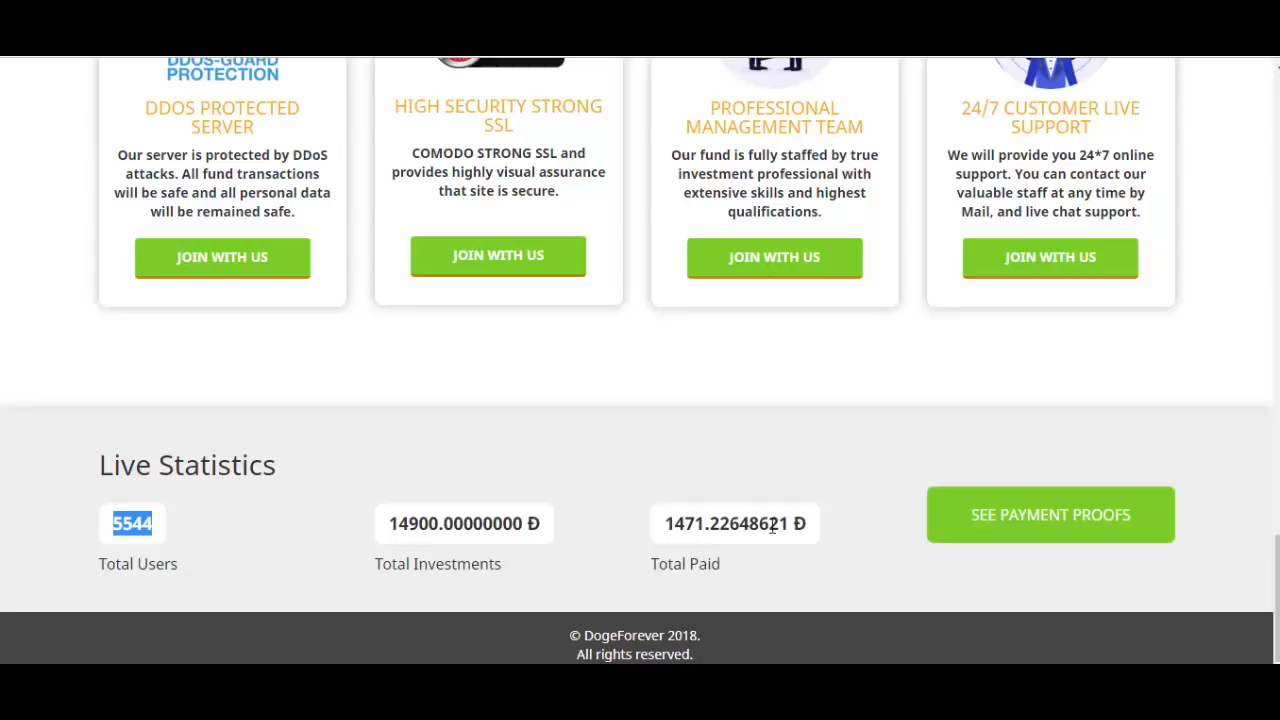 DDOS-GUARD
PROTECTION
DDOS PROTECTED
SERVER
Our server is protected by DDoS
attacks. All fund transactions
will be safe and all personal data
will be remained safe.
JOIN WITH US
HIGH SECURITY STRONG
SSL
COMODO STRONG SSL and
provides highly visual assurance
that site is secure.
JOIN WITH US
PROFESSIONAL
MANAGEMENT TEAM
Our fund is fully staffed by true
investment professional with
extensive skills and highest
qualifications.
JOIN WITH US
24/7 CUSTOMER LIVE
SUPPORT
We will provide you 24*7 online
support. You can contact our
valuable staff at any time by
Mail, and live chat support.
JOIN WITH US
Live Statistics
5544
Total Users
14900.00000000 Ð
Total Investments
1471.22648621 Ð
Total Paid
SEE PAYMENT PROOFS
© DogeForever 2018.
All rights reserved.